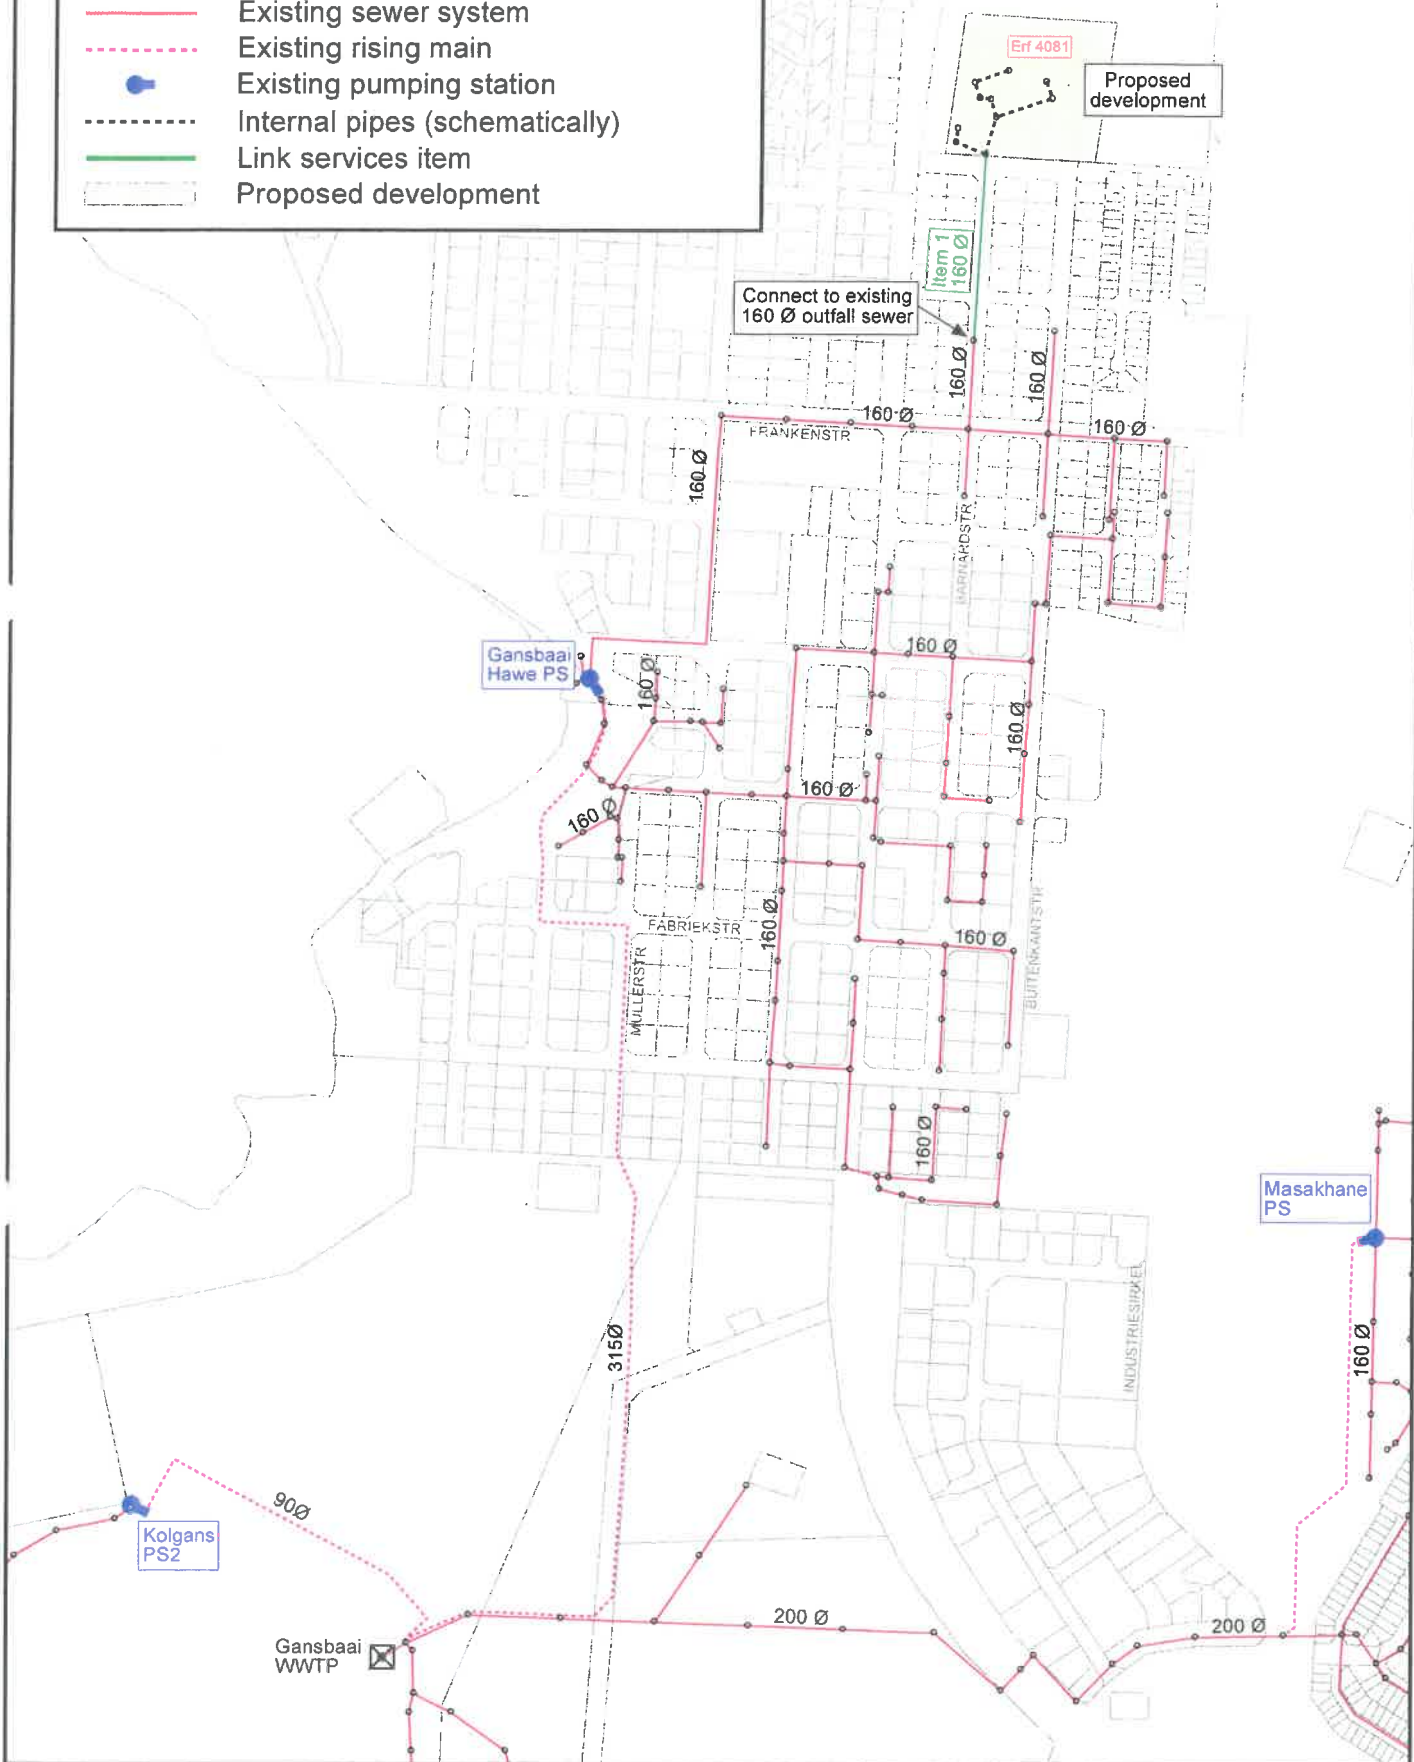 Existing sewer system
Existing rising main
Existing pumping station
Internal pipes (schematically)
Link services item
Proposed development
Erf 4081
Proposed
development
Item 1
160 Ø
Connect to existing
160 Ø outfall sewer
160 Ø
160 Ø
160 Ø
160 Ø
FRANKENSTR
160 Ø
BARNARDSTR
Gansbaai
Hawe PS
160 Ø
160 Ø
160 Ø
160 Ø
160 Ø
FABRIEKSTR
160 Ø
160 Ø
MULLERSTR
BUITENKANTSTR
160 Ø
Masakhane
PS
INDUSTRIESIRKEL
315Ø
160 Ø
90Ø
Kolgans
PS2
200 Ø
200 Ø
Gansbaai
WWTP